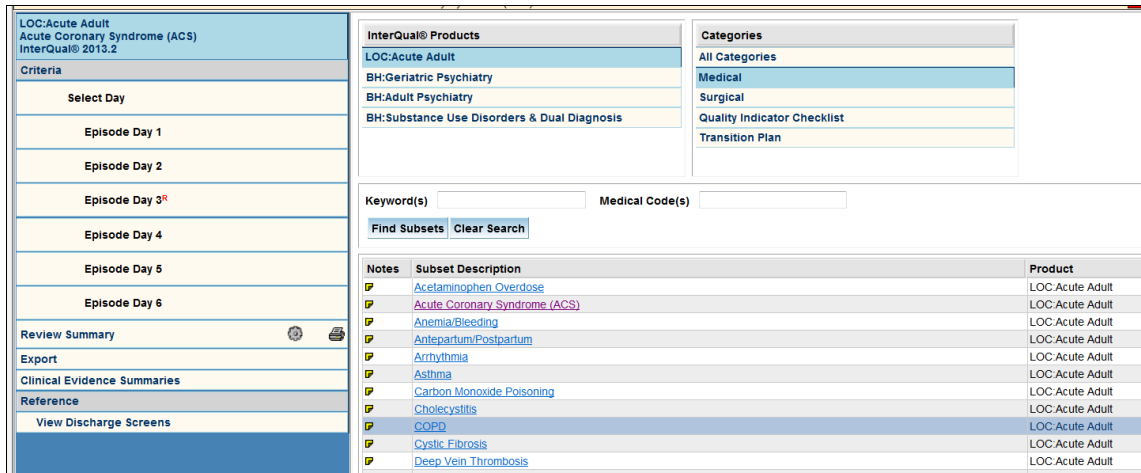 LOC:Acute Adult
Acute Coronary Syndrome (ACS)
InterQual® 2013.2
Criteria
Select Day
Episode Day 1
Episode Day 2
Episode Day 3R
Episode Day 4
Episode Day 5
Episode Day 6
Review Summary
Export
Clinical Evidence Summaries
Reference
View Discharge Screens
InterQual® Products
LOC:Acute Adult
BH:Geriatric Psychiatry
BH:Adult Psychiatry
BH:Substance Use Disorders & Dual Diagnosis
Categories
All Categories
Medical
Surgical
Quality Indicator Checklist
Transition Plan
Keyword(s) Medical Code(s)
Find Subsets Clear Search
Notes Subset Description Product
Acetaminophen Overdose LOC:Acute Adult
Acute Coronary Syndrome (ACS) LOC:Acute Adult
Anemia/Bleeding LOC:Acute Adult
Antepartum/Postpartum LOC:Acute Adult
Arrhythmia LOC:Acute Adult
Asthma LOC:Acute Adult
Carbon Monoxide Poisoning LOC:Acute Adult
Cholecystitis LOC:Acute Adult
COPD LOC:Acute Adult
Cystic Fibrosis LOC:Acute Adult
Deep Vein Thrombosis LOC:Acute Adult